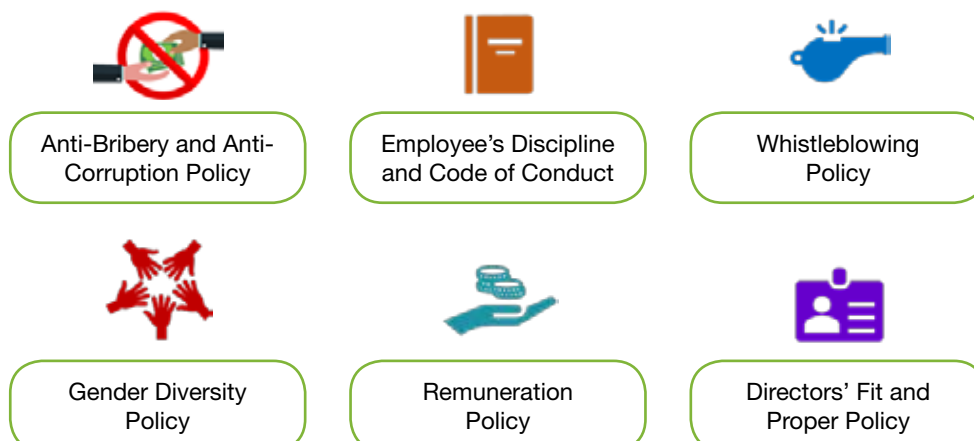 Anti-Bribery and Anti-
Corruption Policy
Employee’s Discipline
and Code of Conduct
Whistleblowing
Policy
Gender Diversity
Policy
Remuneration
Policy
Directors’ Fit and
Proper Policy